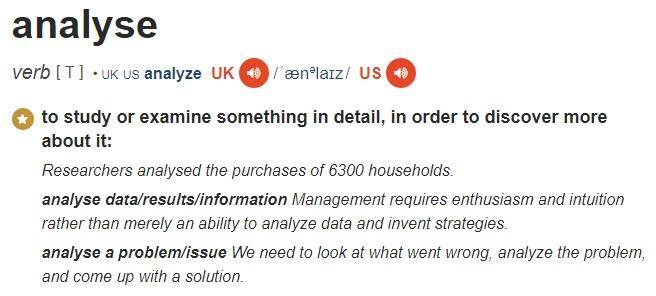 analyse
verb [ T ] • UK US analyze UK /ˈænᵊlaɪz/ US
to study or examine something in detail, in order to discover more
about it:
Researchers analysed the purchases of 6300 households.
analyse data/results/information Management requires enthusiasm and intuition
rather than merely an ability to analyze data and invent strategies.
analyse a problem/issue We need to look at what went wrong, analyze the problem,
and come up with a solution.